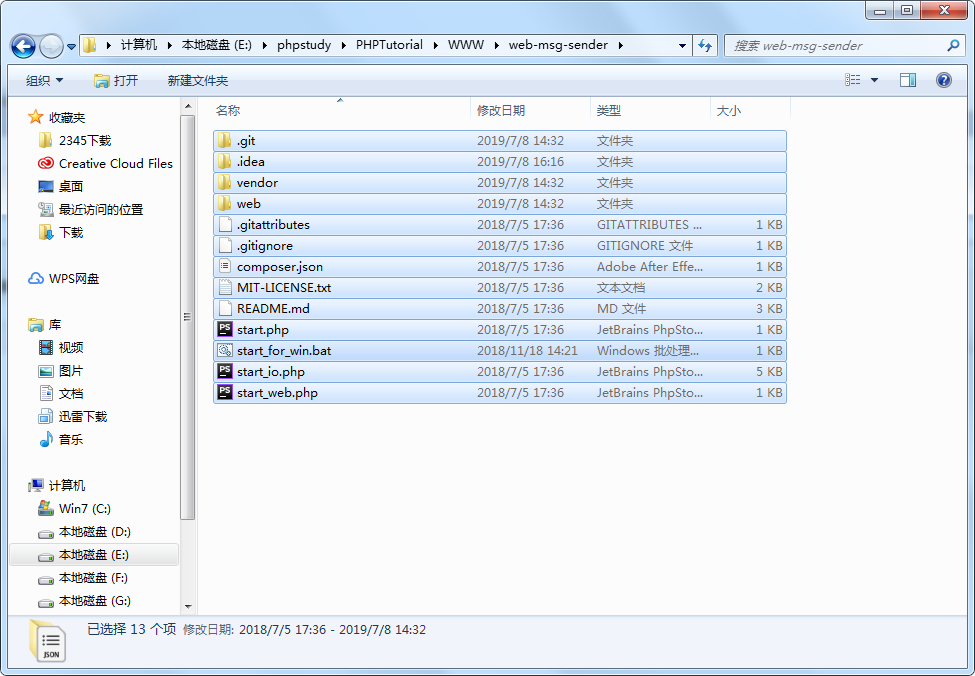 计算机 本地磁盘 (E:) phpstudy PHPTutorial WWW web-msg-sender 搜索 web-msg-sender
组织 打开 新建文件夹
收藏夹
2345下载
Creative Cloud Files
桌面
最近访问的位置
下载
WPS网盘
库
视频
图片
文档
迅雷下载
音乐
计算机
Win7 (C:)
本地磁盘 (D:)
本地磁盘 (E:)
本地磁盘 (F:)
本地磁盘 (G:)
名称 修改日期 类型 大小
.git 2019/7/8 14:32 文件夹
.idea 2019/7/8 16:16 文件夹
vendor 2019/7/8 14:32 文件夹
web 2019/7/8 14:32 文件夹
.gitattributes 2018/7/5 17:36 GITATTRIBUTES ... 1 KB
.gitignore 2018/7/5 17:36 GITIGNORE 文件 1 KB
composer.json 2018/7/5 17:36 Adobe After Effe... 1 KB
MIT-LICENSE.txt 2018/7/5 17:36 文本文档 2 KB
README.md 2018/7/5 17:36 MD 文件 3 KB
PS start.php 2018/7/5 17:36 JetBrains PhpSto... 1 KB
start_for_win.bat 2018/11/18 14:21 Windows 批处理... 1 KB
PS start_io.php 2018/7/5 17:36 JetBrains PhpSto... 5 KB
PS start_web.php 2018/7/5 17:36 JetBrains PhpSto... 1 KB
已选择 13 个项 修改日期: 2018/7/5 17:36 - 2019/7/8 14:32
JSON